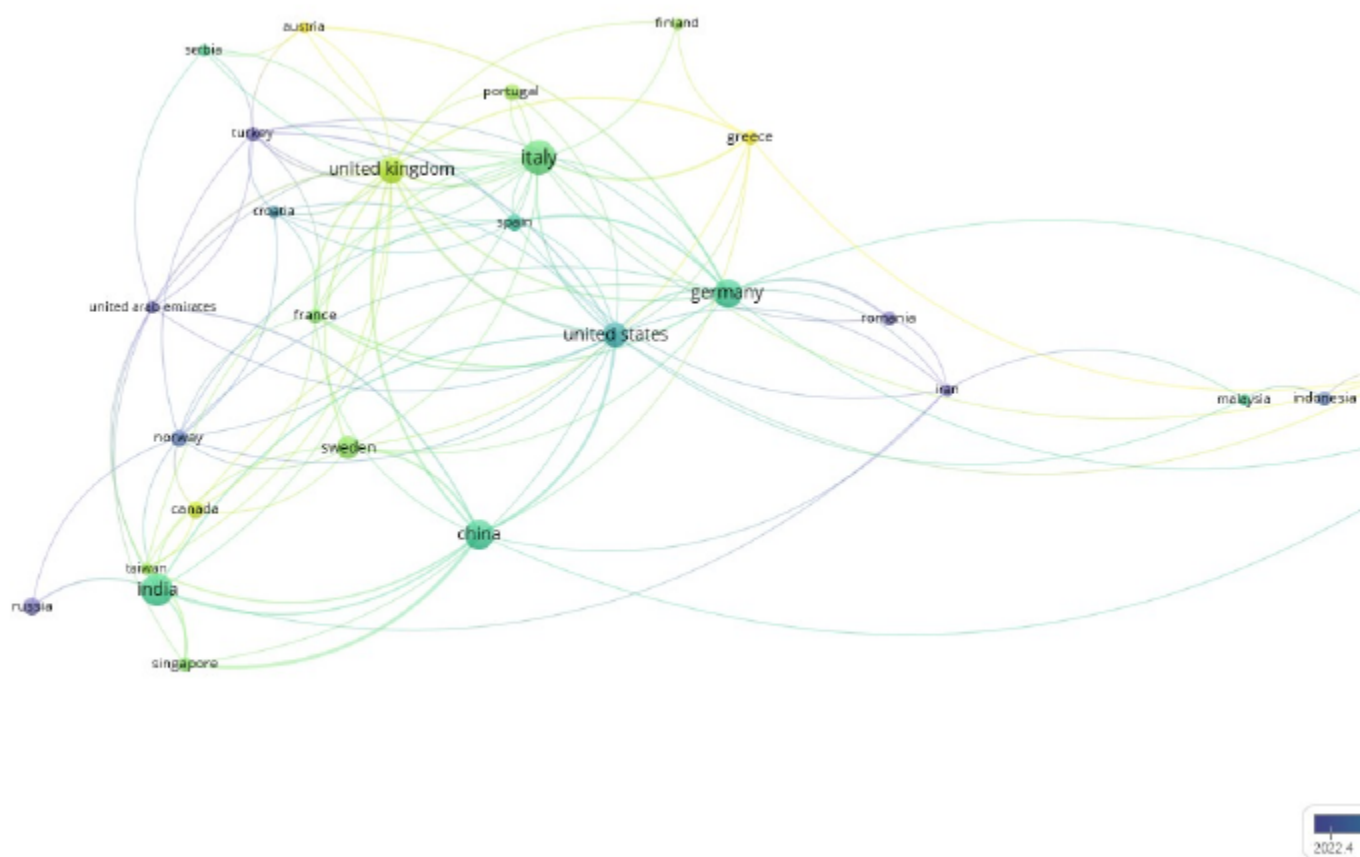 austria
finland
serbia
portugal
turkey
greece
italy
united kingdom
croatia
spain
germany
united arab emirates
france
romania
united states
iran
malaysia
indonesia
norway
sweden
canada
china
taiwan
india
russia
singapore
2022.4